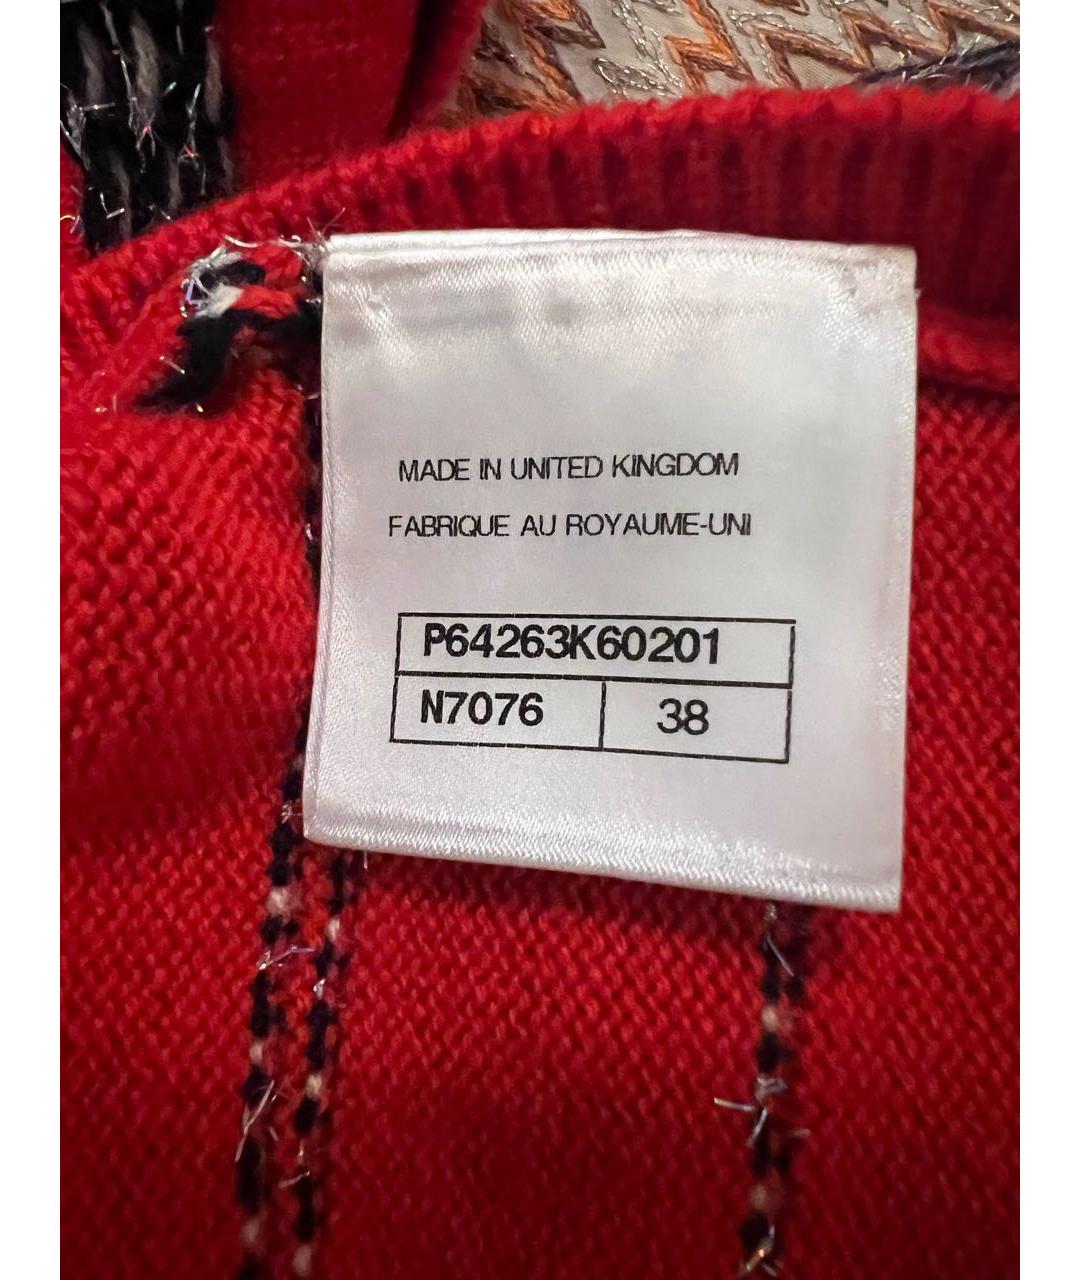 MADE IN UNITED KINGDOM
FABRIQUE AU ROYAUME-UNI
P64263K60201
N7076 38